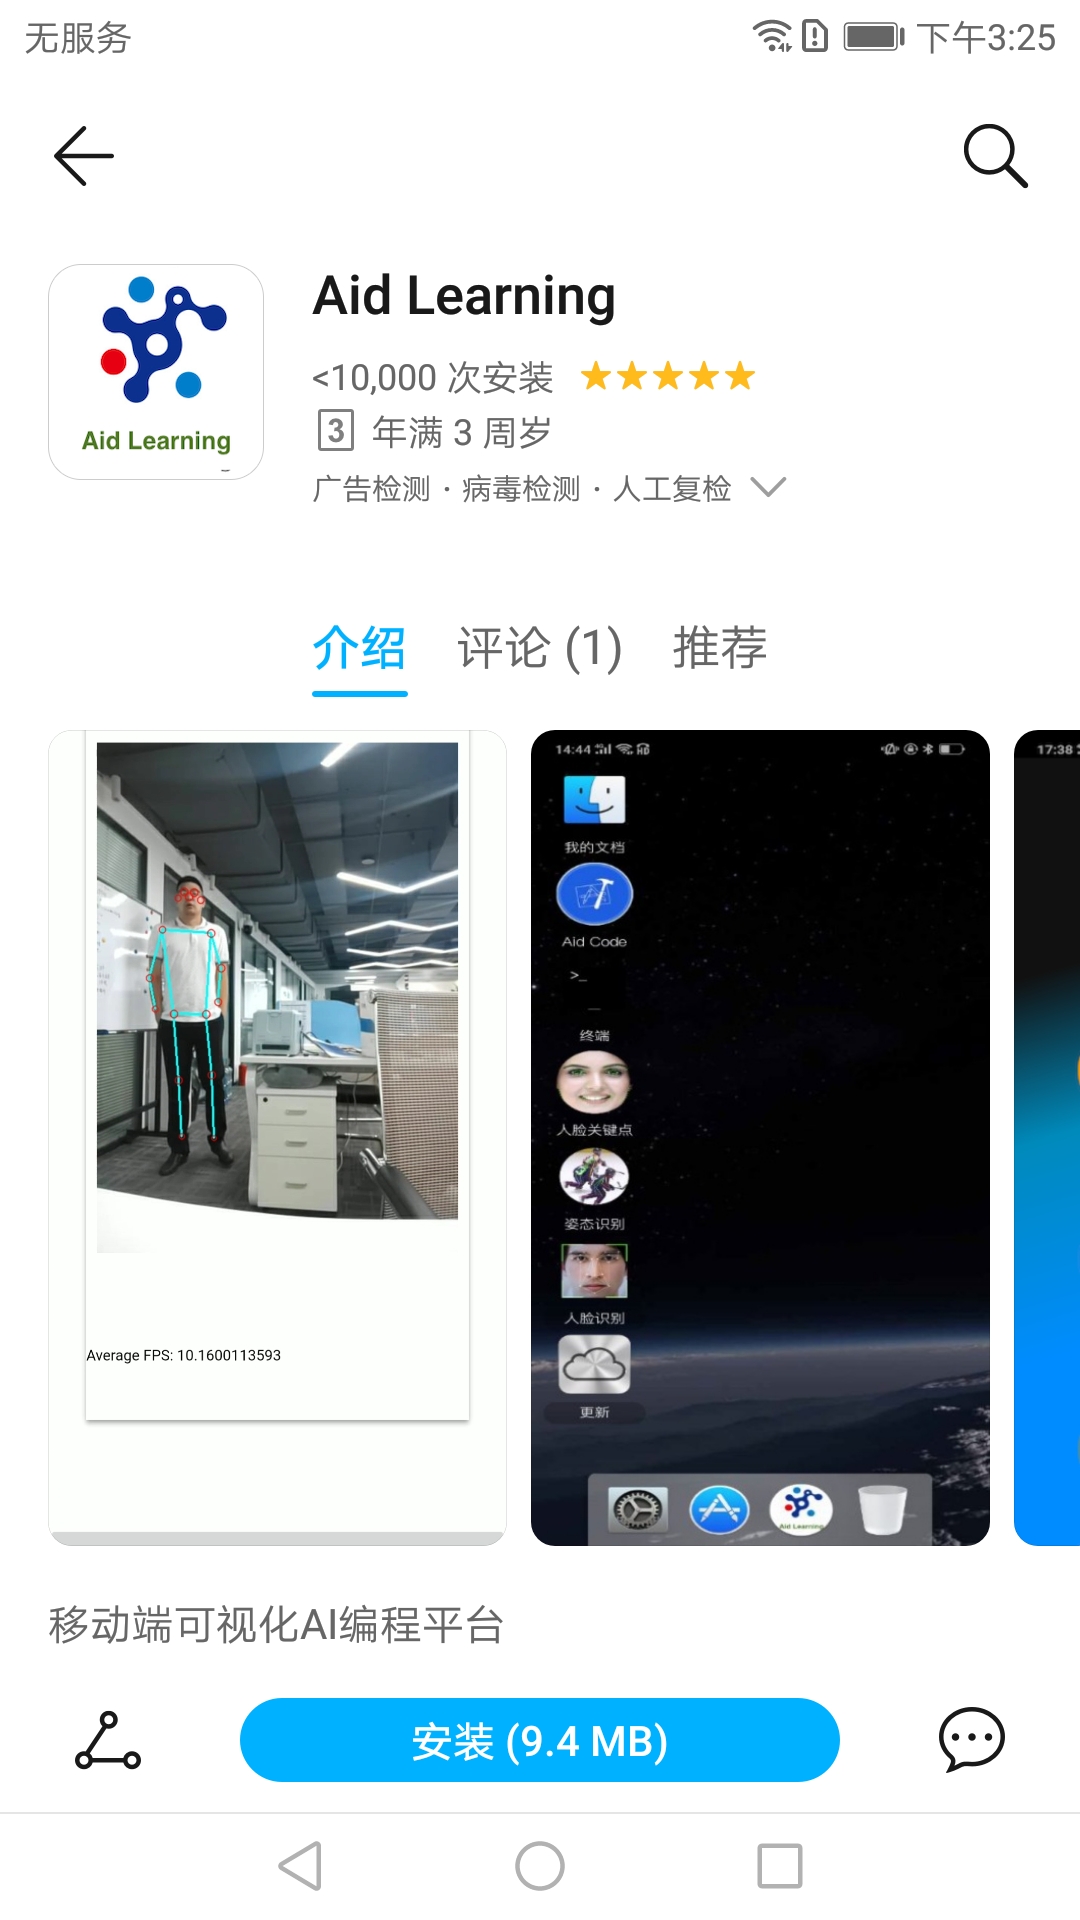 无服务
下午3:25
Aid Learning
Aid Learning
<10,000 次安装
3 年满 3 周岁
广告检测 · 病毒检测 · 人工复检
介绍 评论 (1) 推荐
Average FPS: 10.1600113593
14:44
我的文档
Aid Code
>_
终端
人脸关键点
姿态识别
人脸识别
更新
Aid Learning
17:38
移动端可视化AI编程平台
安装 (9.4 MB)